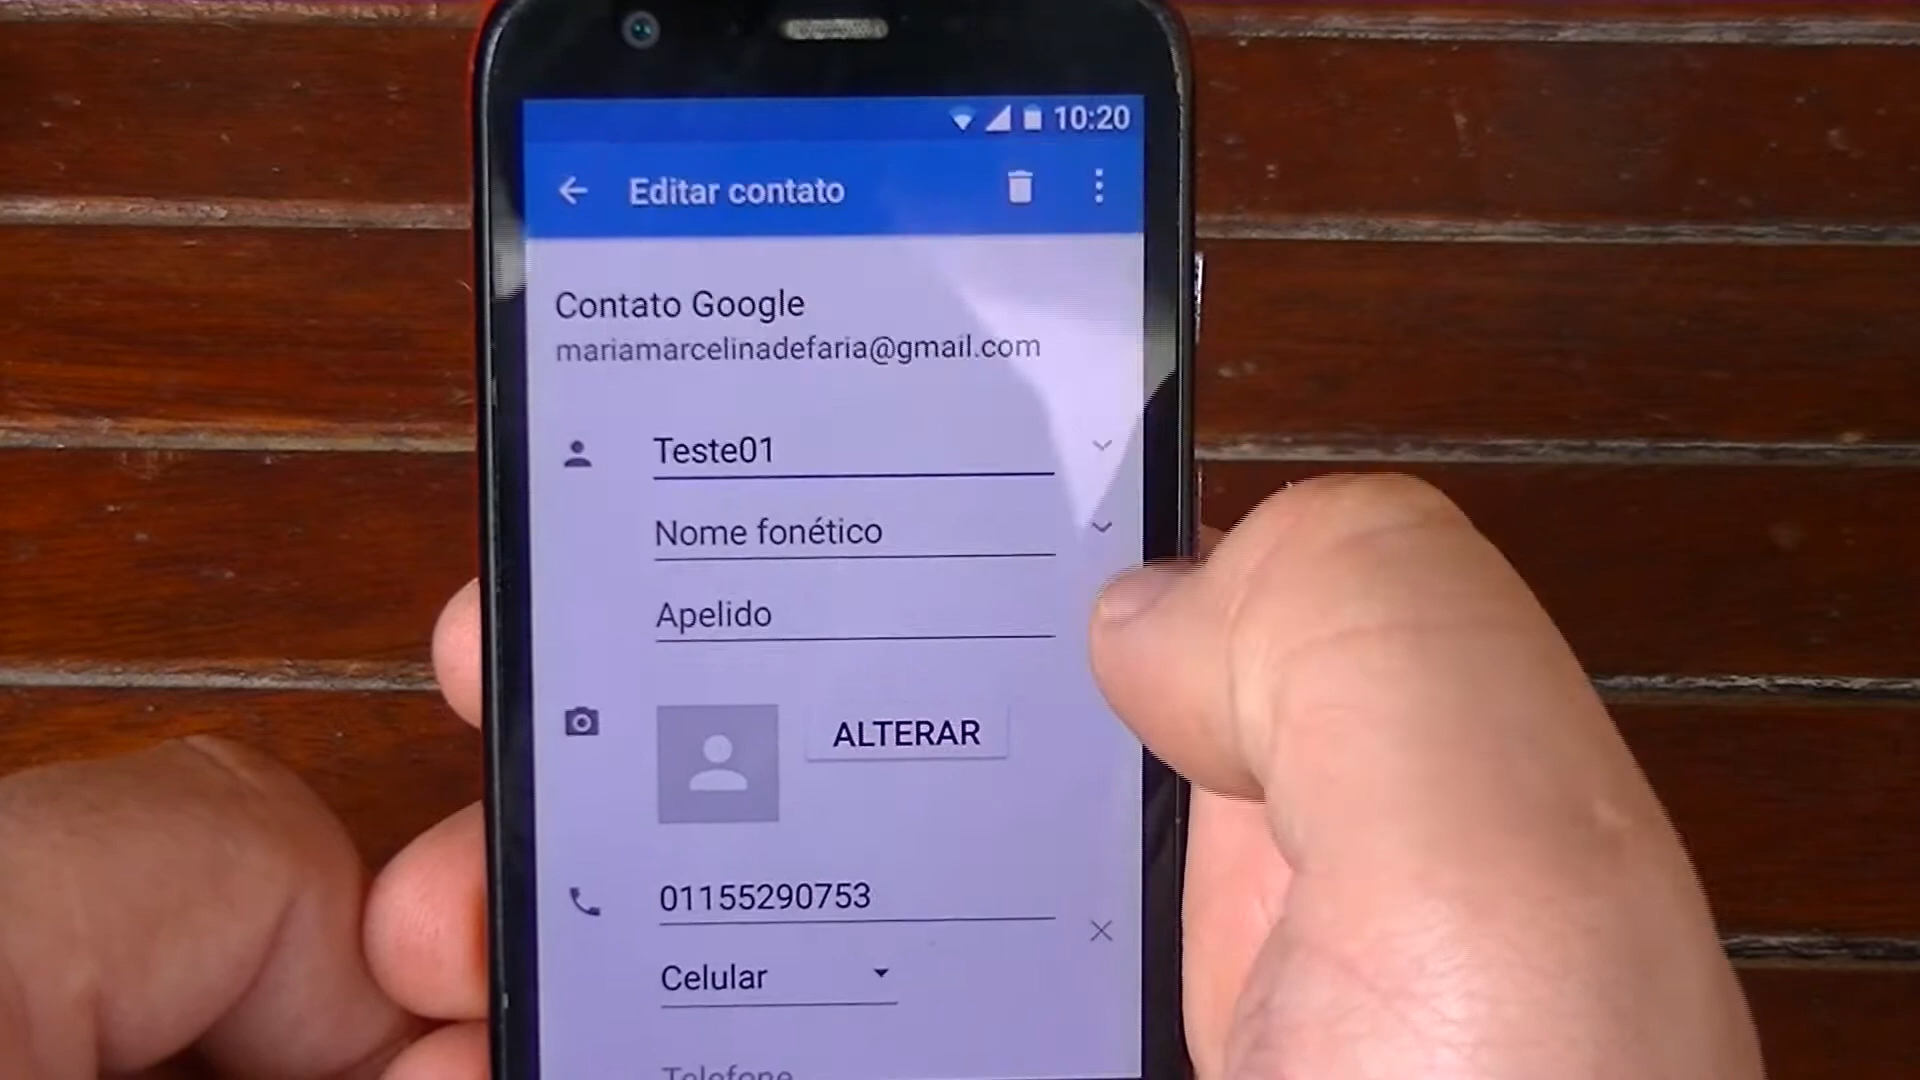 10:20
Editar contato
Contato Google
mariamarcelinadefaria@gmail.com
Teste01
Nome fonético
Apelido
ALTERAR
01155290753
Celular
Telefone